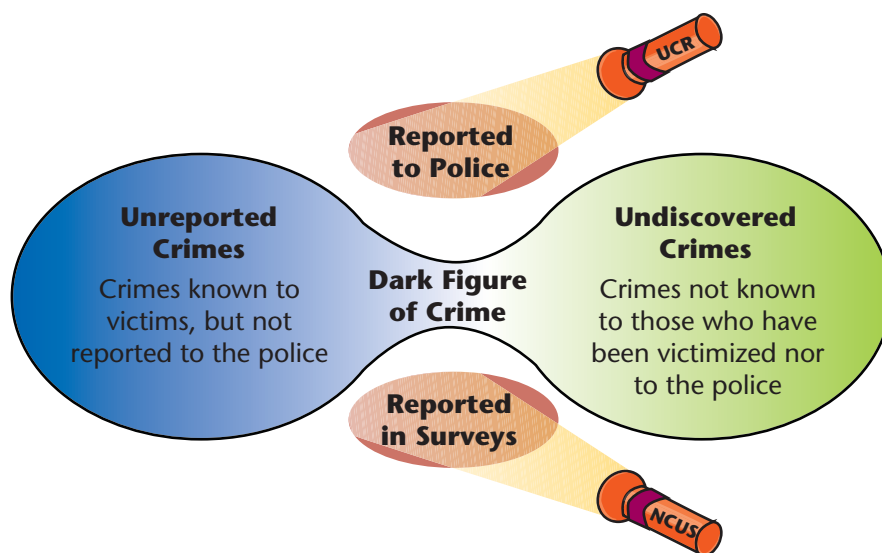 UCR
Reported
to Police
Unreported
Crimes
Crimes known to
victims, but not
reported to the police
Dark Figure
of Crime
Undiscovered
Crimes
Crimes not known
to those who have
been victimized nor
to the police
Reported
in Surveys
NCUS